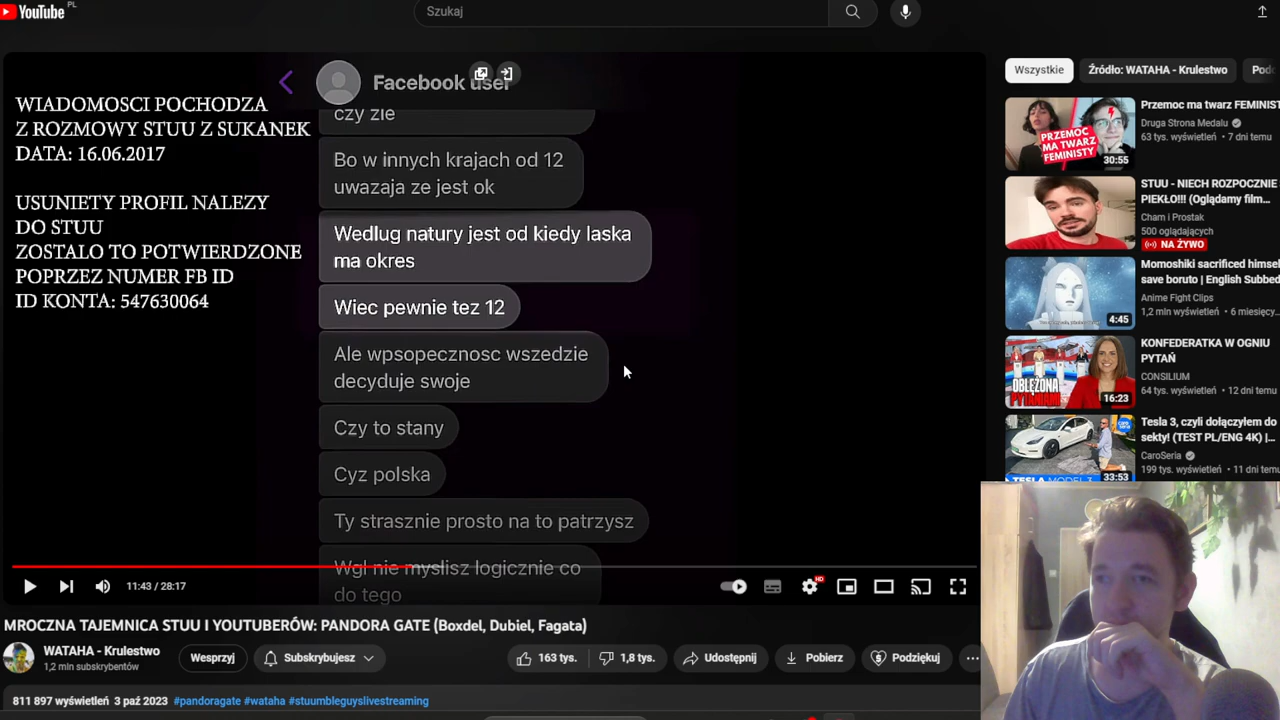 YouTube PL
Szukaj
WIADOMOSCI POCHODZA
Z ROZMOWY STUU Z SUKANEK
DATA: 16.06.2017
USUNIETY PROFIL NALEZY
DO STUU
ZOSTALO TO POTWIERDZONE
POPRZEZ NUMER FB ID
ID KONTA: 547630064
Facebook user
czy zle
Bo w innych krajach od 12
uwazaja ze jest ok
Wedlug natury jest od kiedy laska
ma okres
Wiec pewnie tez 12
Ale wpsopecznosc wszedzie
decyduje swoje
Czy to stany
Cyz polska
Ty strasznie prosto na to patrzysz
Wgl nie myslisz logicznie co
do tego
11:43 / 28:17
HD
MROCZNA TAJEMNICA STUU I YOUTUBERÓW: PANDORA GATE (Boxdel, Dubiel, Fagata)
WATAHA - Krulestwo
1,2 mln subskrybentów
Wesprzyj
Subskrybujesz
163 tys.
1,8 tys.
Udostępnij
Pobierz
Podziękuj
811 897 wyświetleń 3 paź 2023 #pandoragate #wataha #stuumbleguyslivestreaming
Wszystkie
Źródło: WATAHA - Krulestwo
PRZEMOC
MA TWARZ
FEMINISTY
30:55
Przemoc ma twarz FEMINIST
Druga Strona Medalu
63 tys. wyświetleń • 7 dni temu
STUU - NIECH ROZPOCZNIE
PIEKŁO!!! (Oglądamy film...
Cham i Prostak
500 oglądających
NA ŻYWO
4:45
Momoshiki sacrificed himse
save boruto | English Subbed
Anime Fight Clips
1,2 mln wyświetleń • 6 miesięcy
OBLĘŻONA
PYTANIAMI
16:23
KONFEDERATKA W OGNIU
PYTAŃ
CONSILIUM
64 tys. wyświetleń • 12 dni temu
TESLA MODEL 3
33:53
Tesla 3, czyli dołączyłem do
sekty! (TEST PL/ENG 4K) |...
CaroSeria
199 tys. wyświetleń • 11 dni temu